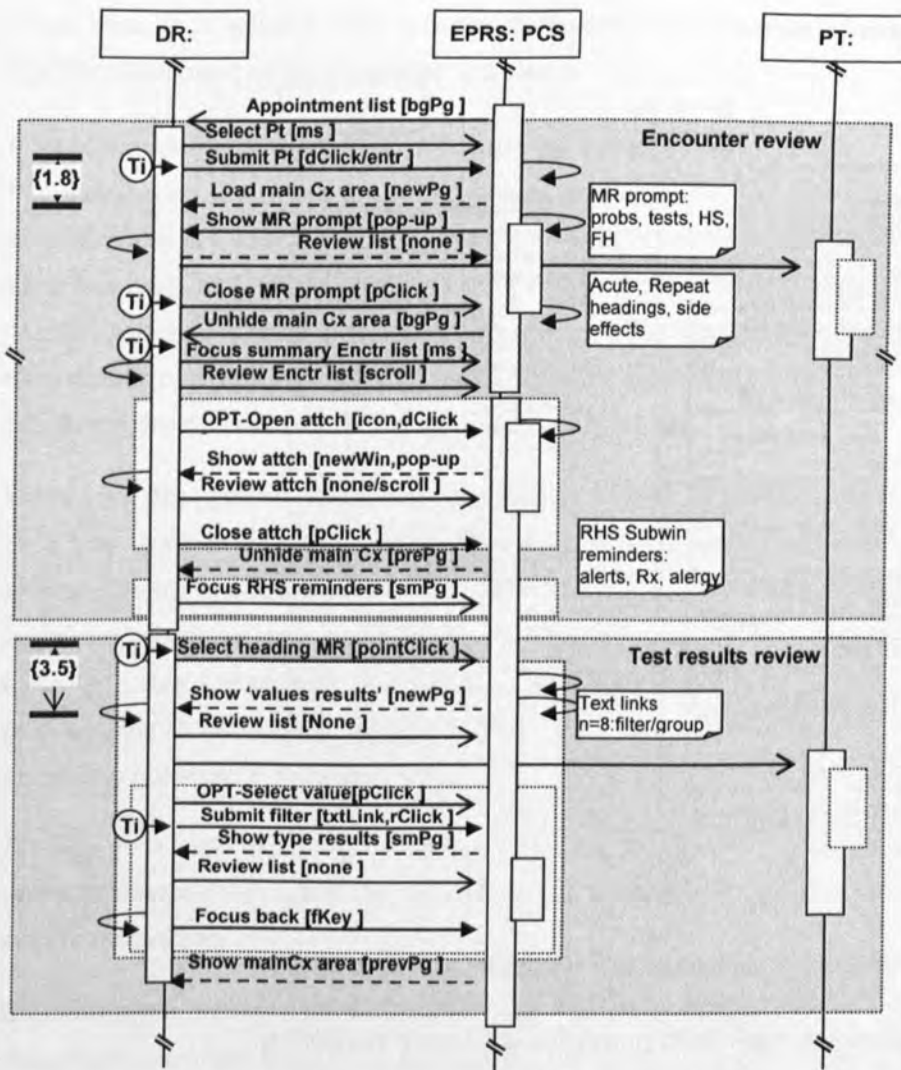 DR:
EPRS: PCS
PT:
Appointment list [bgPg ]
Encounter review
Select Pt [ms ]
Ti
Submit Pt [dClick/entr]
{1.8}
Load main Cx area [newPg ]
MR prompt:
probs, tests, HS,
FH
Show MR prompt [pop-up]
Review list [none ]
Ti
Close MR prompt [pClick ]
Acute, Repeat
headings, side
effects
Unhide main Cx area [bgPg ]
Ti
Focus summary Enctr list [ms ]
Review Enctr list [scroll ]
OPT-Open attch [icon,dClick
Show attch [newWin,pop-up
Review attch [none/scroll ]
Close attch [pClick ]
RHS Subwin
reminders:
alerts, Rx, alergy
Unhide main Cx [prePg ]
Focus RHS reminders [smPg ]
Ti
Select heading MR [pointClick ]
Test results review
{3.5}
Show ‘values results’ [newPg ]
Text links
n=8:filter/group
Review list [None ]
OPT-Select value[pClick ]
Ti
Submit filter [txtLink,rClick ]
Show type results [smPg ]
Review list [none ]
Focus back [fKey ]
Show mainCx area [prevPg ]